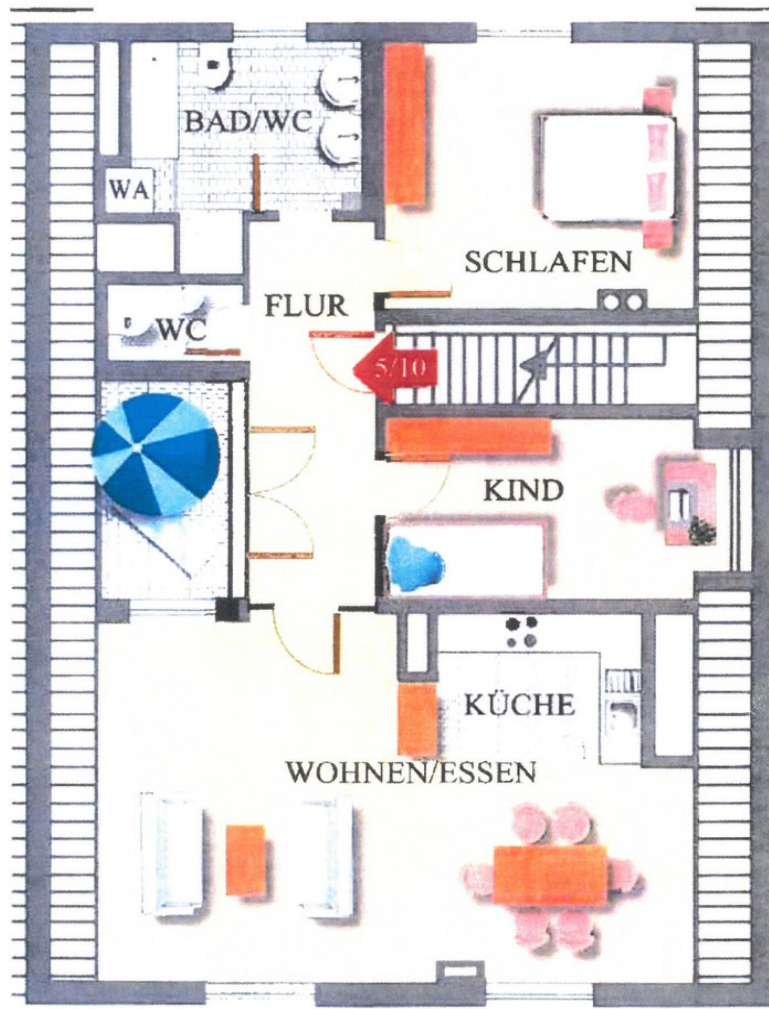 BAD/WC
WA
SCHLAFEN
FLUR
WC
5/10
KIND
KÜCHE
WOHNEN/ESSEN